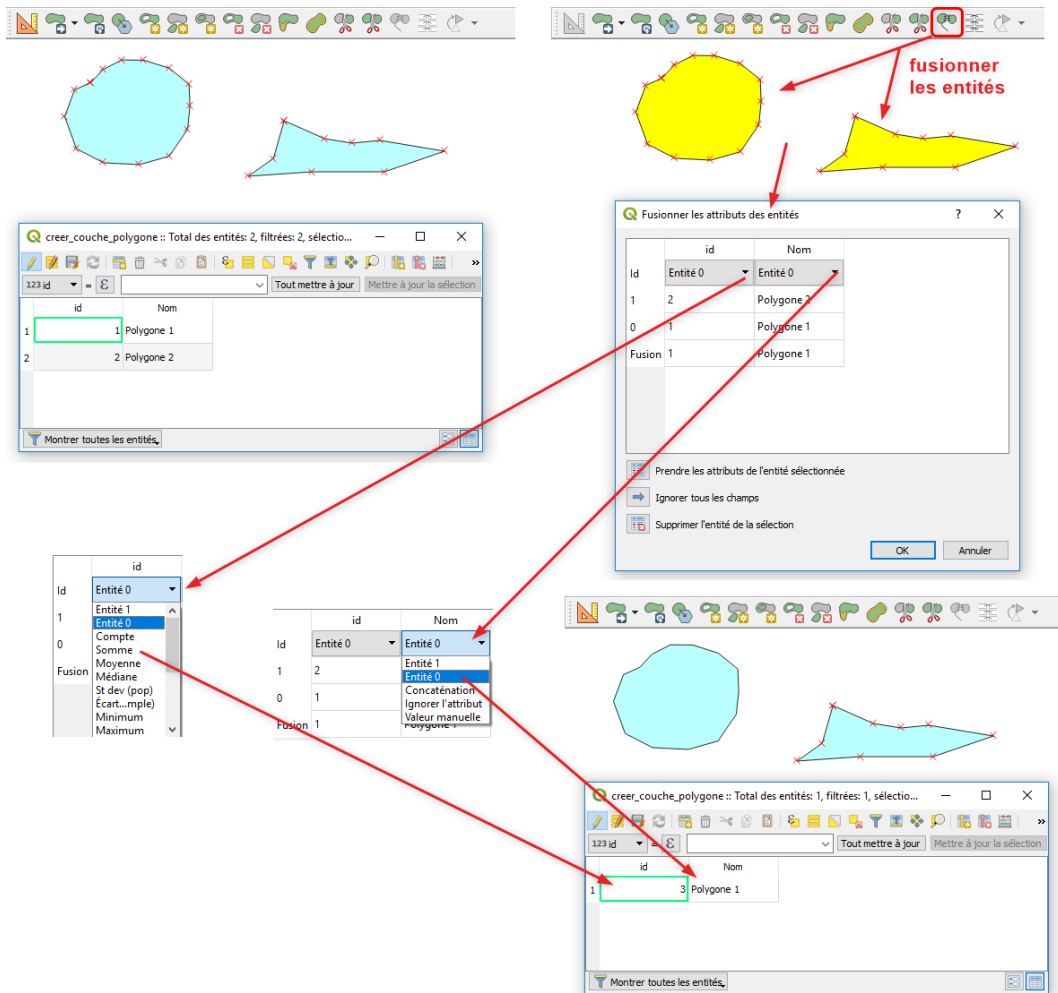 fusionner
les entités
creer_couche_polygone :: Total des entités: 2, filtrées: 2, sélectio...
123 id = ε Tout mettre à jour Mettre à jour la sélection
id Nom
1 1 Polygone 1
2 2 Polygone 2
Montrer toutes les entités
Fusionner les attributs des entités ? X
id Nom
Id Entité 0 Entité 0
1 2 Polygone 2
0 1 Polygone 1
Fusion 1 Polygone 1
Prendre les attributs de l'entité sélectionnée
Ignorer tous les champs
Supprimer l'entité de la sélection
OK Annuler
id
Id Entité 0
1
0
Fusion
Entité 1
Entité 0
Compte
Somme
Moyenne
Médiane
St dev (pop)
Écart...mple)
Minimum
Maximum
id Nom
Id Entité 0 Entité 0
1 2
0 1
Fusion 1 Polygone 1
Entité 1
Entité 0
Concaténation
Ignorer l'attribut
Valeur manuelle
creer_couche_polygone :: Total des entités: 1, filtrées: 1, sélectio...
123 id = ε Tout mettre à jour Mettre à jour la sélection
id Nom
1 3 Polygone 1
Montrer toutes les entités